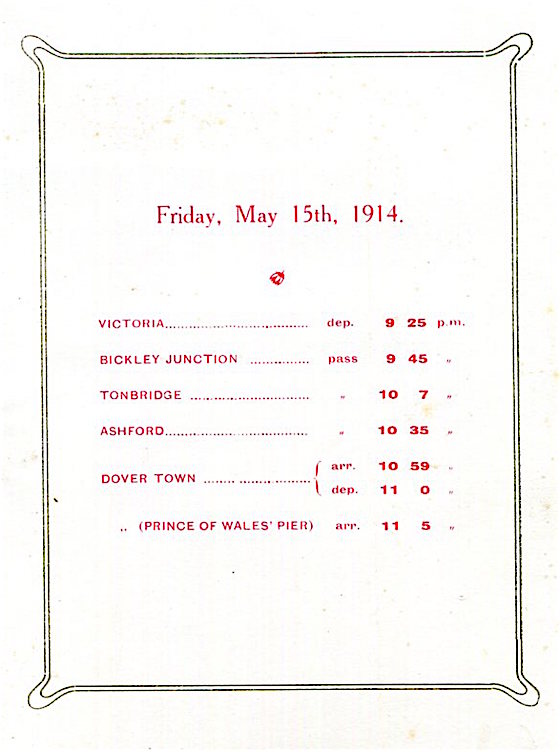 Friday, May 15th, 1914.
VICTORIA.................................... dep. 9 25 p.m.
BICKLEY JUNCTION ............... pass 9 45 „
TONBRIDGE .............................. „ 10 7 „
ASHFORD.................................... „ 10 35 „
DOVER TOWN ........ ......... .......... { arr. 10 59 „
dep. 11 0 „
„ (PRINCE OF WALES' PIER) arr. 11 5 „